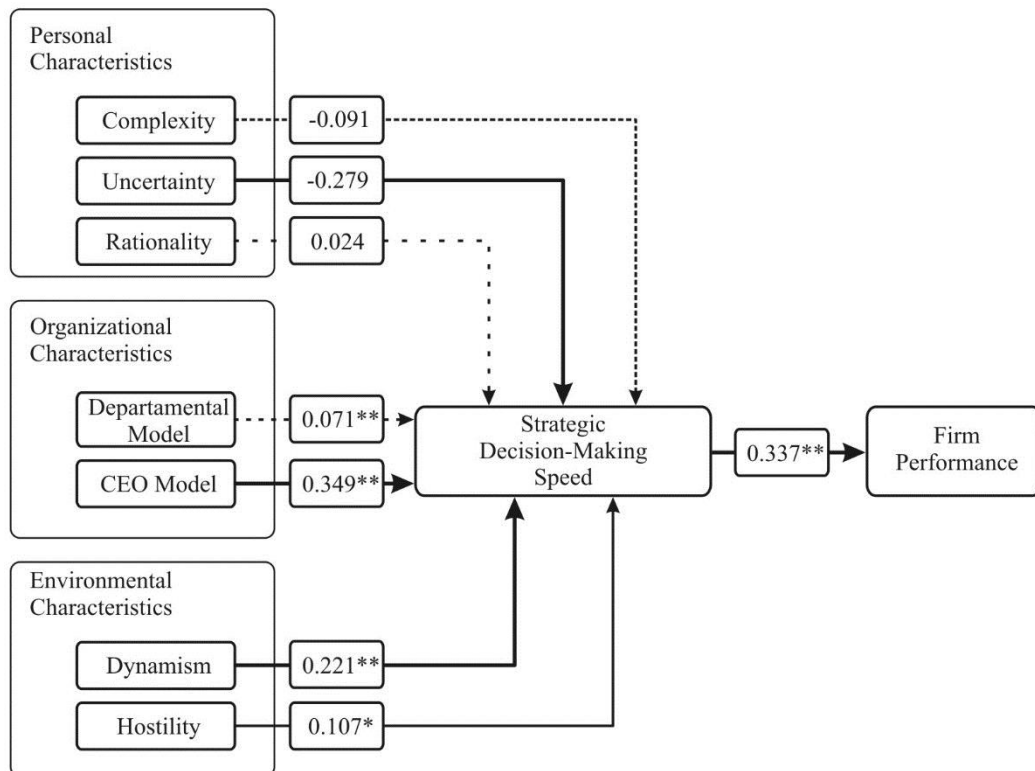 Personal
Characteristics
Complexity
-0.091
Uncertainty
-0.279
Rationality
0.024
Organizational
Characteristics
Departamental
Model
0.071**
CEO Model
0.349**
Strategic
Decision-Making
Speed
0.337**
Firm
Performance
Environmental
Characteristics
Dynamism
0.221**
Hostility
0.107*